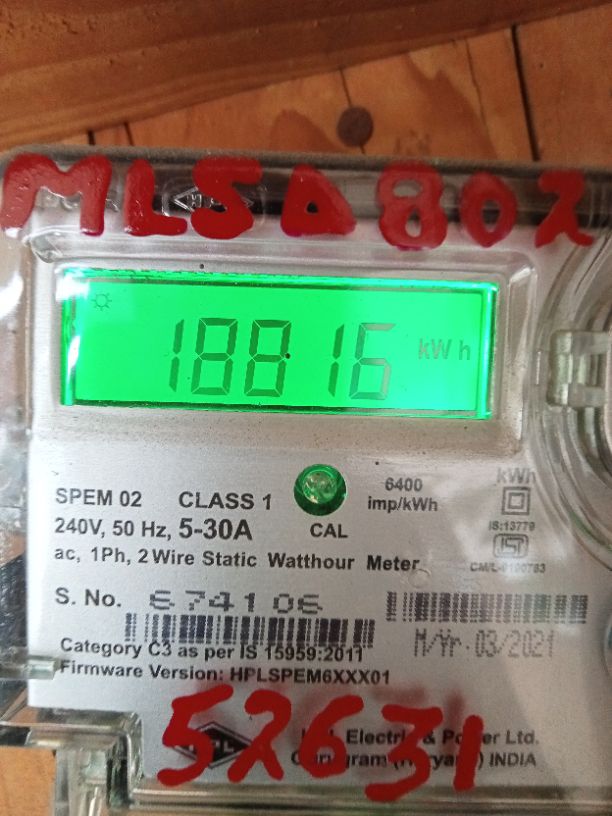 MLSD802
18816 kWh
6400 imp/kWh
kWh
SPEM 02 CLASS 1
240V, 50 Hz, 5-30A CAL
IS:13779
ac, 1Ph, 2 Wire Static Watthour Meter
S. No. 674106
Category C3 as per IS 15959:2011
M/Yr. 03/2021
Firmware Version: HPLSPEM6XXX01
52631
Electric & Power Ltd.
INDIA